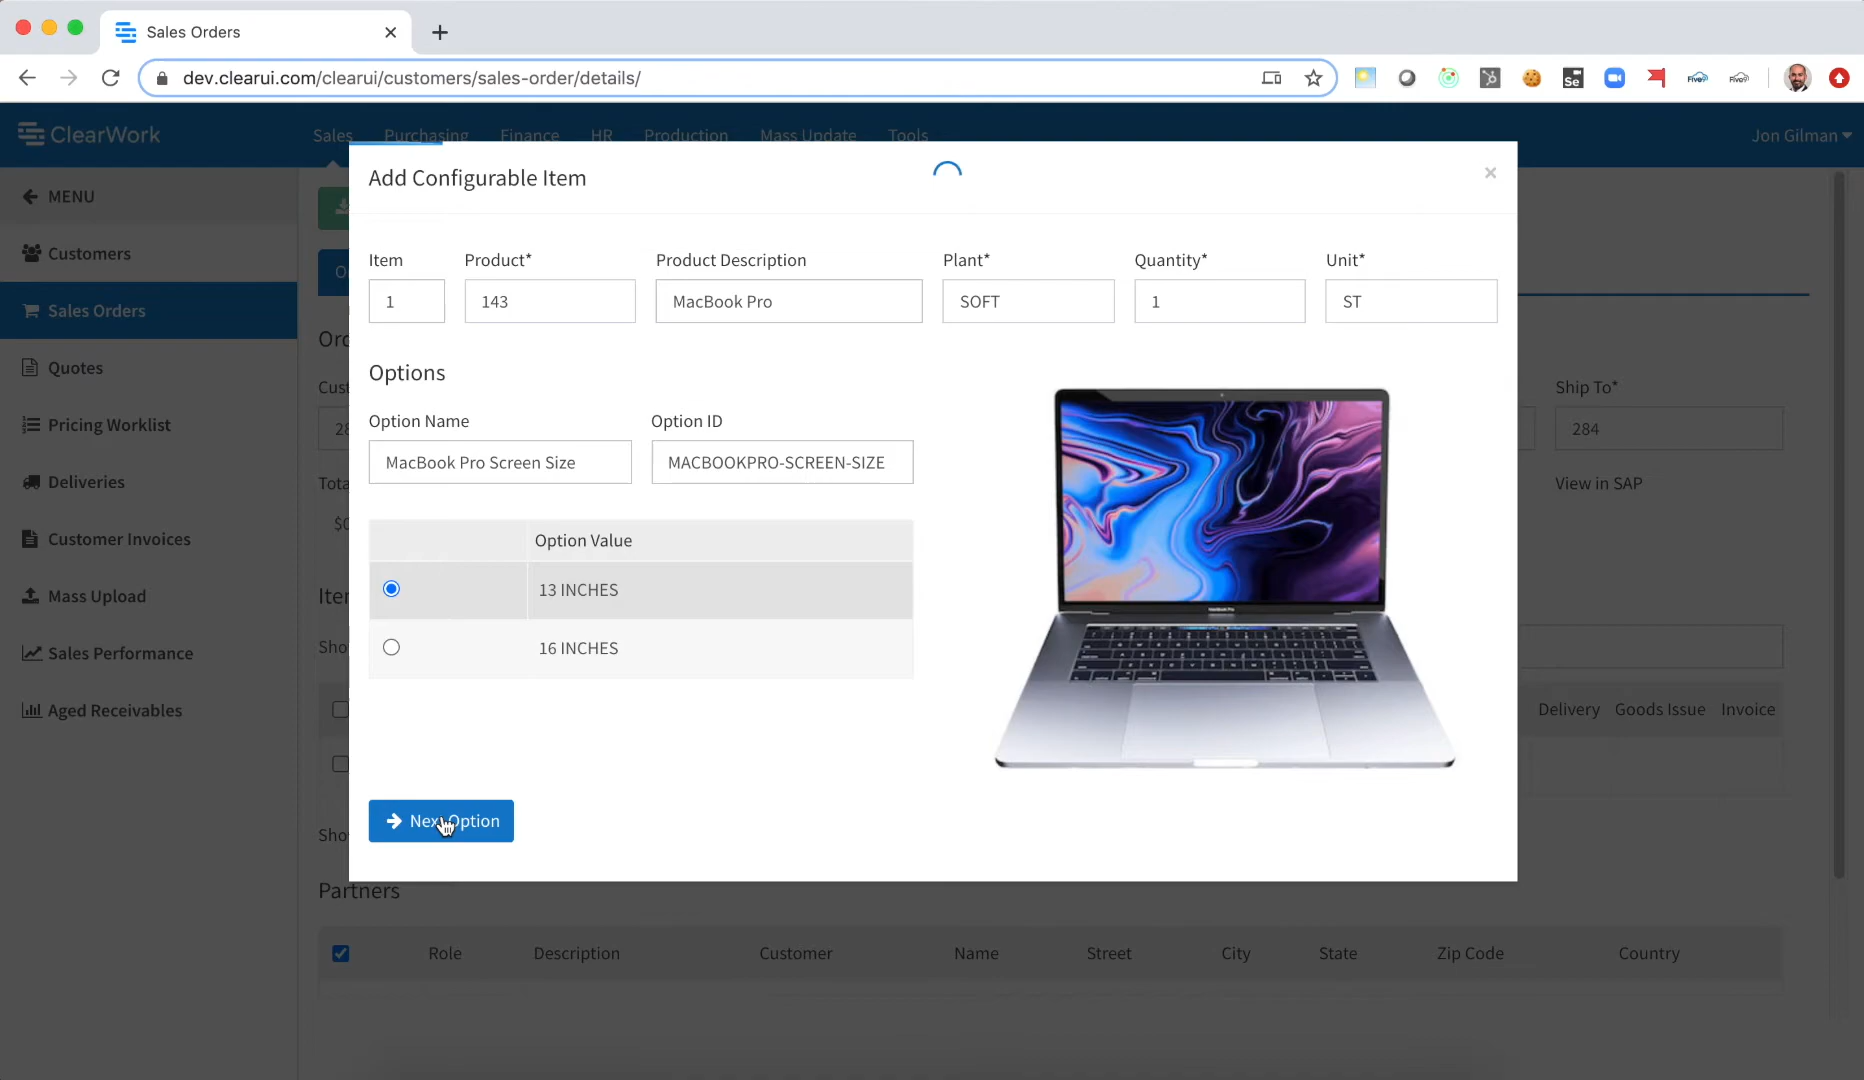 Sales Orders
dev.clearui.com/clearui/customers/sales-order/details/
Se
Five9
Five9
ClearWork
Sales Purchasing Finance HR Production Mass Update Tools
Jon Gilman
MENU
Customers
Sales Orders
Quotes
Pricing Worklist
Deliveries
Customer Invoices
Mass Upload
Sales Performance
Aged Receivables
Add Configurable Item
×
Item Product* Product Description Plant* Quantity* Unit*
1 143 MacBook Pro SOFT 1 ST
Options
Option Name Option ID
MacBook Pro Screen Size MACBOOKPRO-SCREEN-SIZE
Option Value
13 INCHES
16 INCHES
MacBook Pro
Next Option
Ship To*
284
View in SAP
Delivery Goods Issue Invoice
Partners
Role Description Customer Name Street City State Zip Code Country